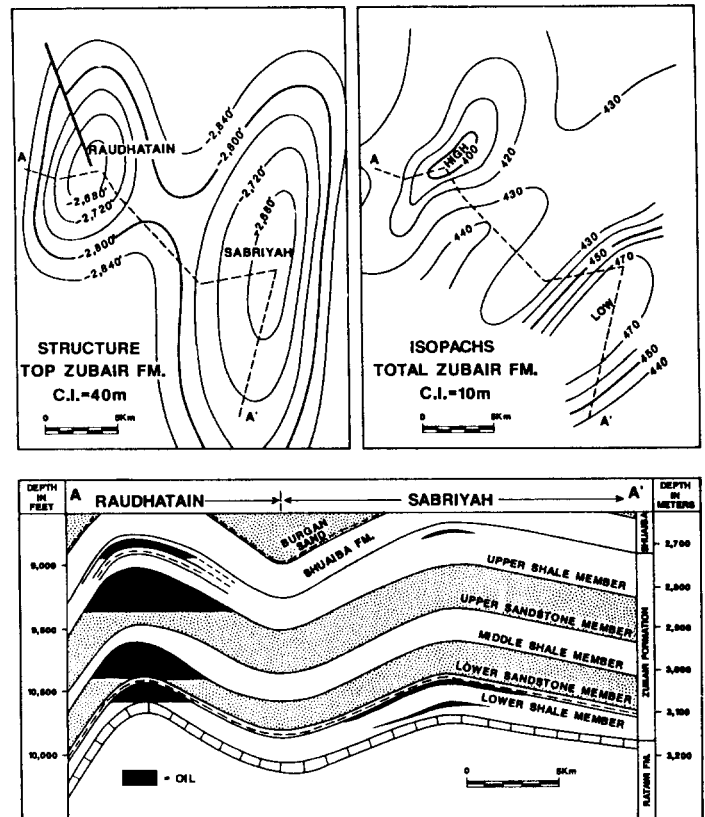 RAUDHATAIN
A
-2,680'
-2,720'
-2,800'
-2,840'
-2,840'
-2,800'
-2,720'
-2,680'
SABRIYAH
STRUCTURE
TOP ZUBAIR FM.
C.I.=40m
0 5Km
A'
430
A
HIGH
400
420
430
440
430
450
470
LOW
470
450
440
ISOPACHS
TOTAL ZUBAIR FM.
C.I.=10m
0 5Km
A'
DEPTH
IN
FEET
A RAUDHATAIN SABRIYAH A'
DEPTH
IN
METERS
BURGAN
SAND
SHUAIBA FM.
SHUAIBA
9,000
9,500
10,500
10,000
2,700
2,800
2,900
3,000
3,100
3,200
UPPER SHALE MEMBER
UPPER SANDSTONE MEMBER
MIDDLE SHALE MEMBER
LOWER SANDSTONE MEMBER
LOWER SHALE MEMBER
ZUBAIR FORMATION
RATAWI FM.
= OIL
0 5Km